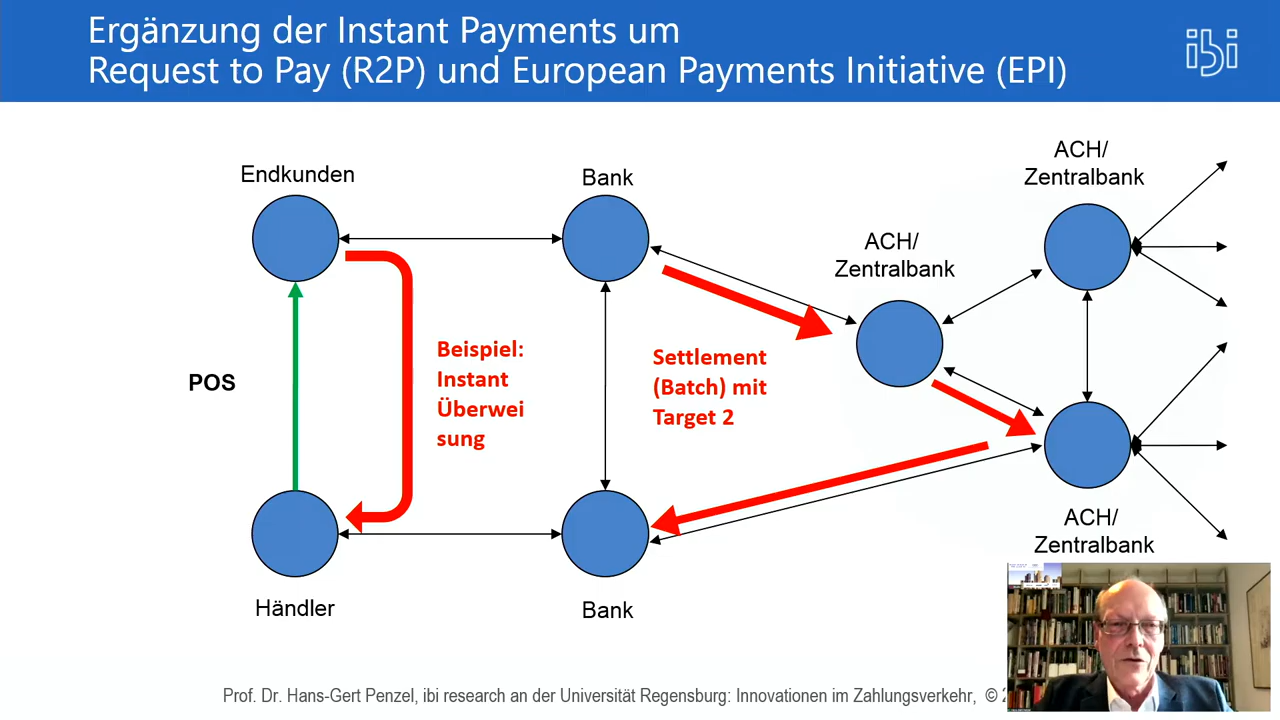 Ergänzung der Instant Payments um
Request to Pay (R2P) und European Payments Initiative (EPI)
ibi
ACH/
Zentralbank
Endkunden
Bank
ACH/
Zentralbank
Beispiel:
Instant
Überwei
sung
Settlement
(Batch) mit
Target 2
POS
ACH/
Zentralbank
Händler
Bank
Prof. Dr. Hans-Gert Penzel, ibi research an der Universität Regensburg: Innovationen im Zahlungsverkehr, ©